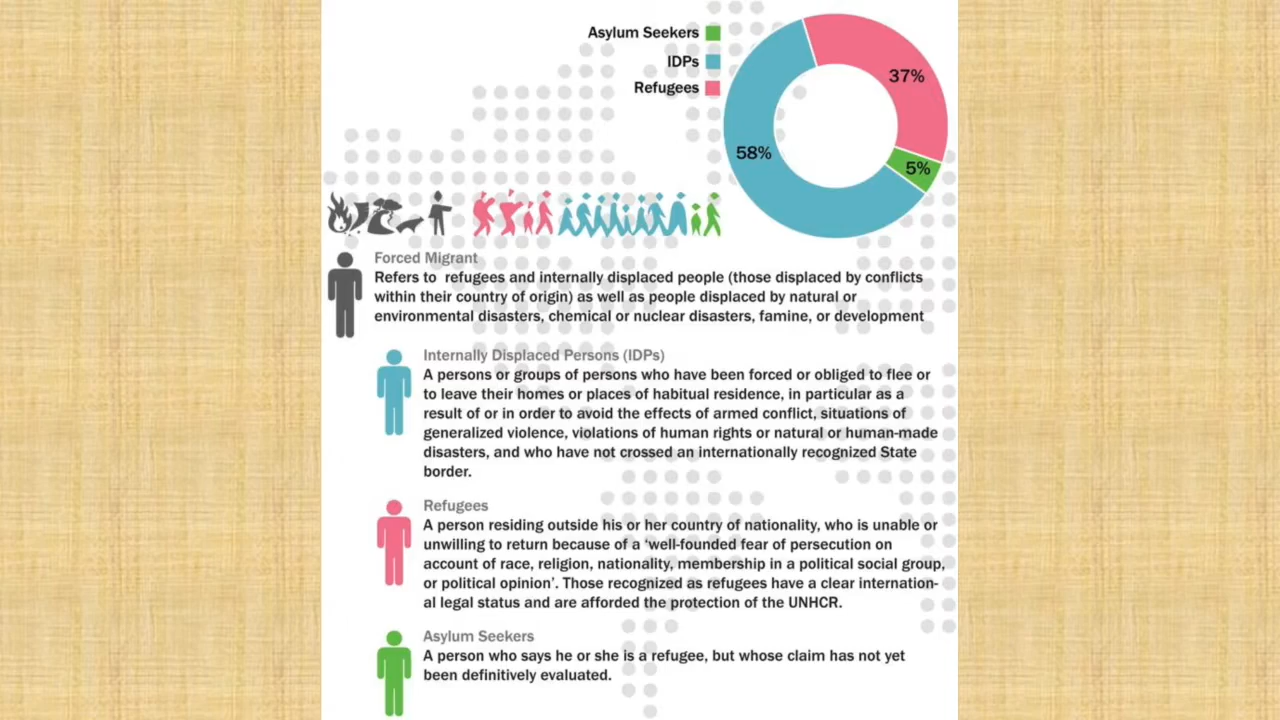 Asylum Seekers
IDPs
Refugees
37%
58%
5%
Forced Migrant
Refers to refugees and internally displaced people (those displaced by conflicts
within their country of origin) as well as people displaced by natural or
environmental disasters, chemical or nuclear disasters, famine, or development
Internally Displaced Persons (IDPs)
A persons or groups of persons who have been forced or obliged to flee or
to leave their homes or places of habitual residence, in particular as a
result of or in order to avoid the effects of armed conflict, situations of
generalized violence, violations of human rights or natural or human-made
disasters, and who have not crossed an internationally recognized State
border.
Refugees
A person residing outside his or her country of nationality, who is unable or
unwilling to return because of a ‘well-founded fear of persecution on
account of race, religion, nationality, membership in a political social group,
or political opinion’. Those recognized as refugees have a clear internation-
al legal status and are afforded the protection of the UNHCR.
Asylum Seekers
A person who says he or she is a refugee, but whose claim has not yet
been definitively evaluated.